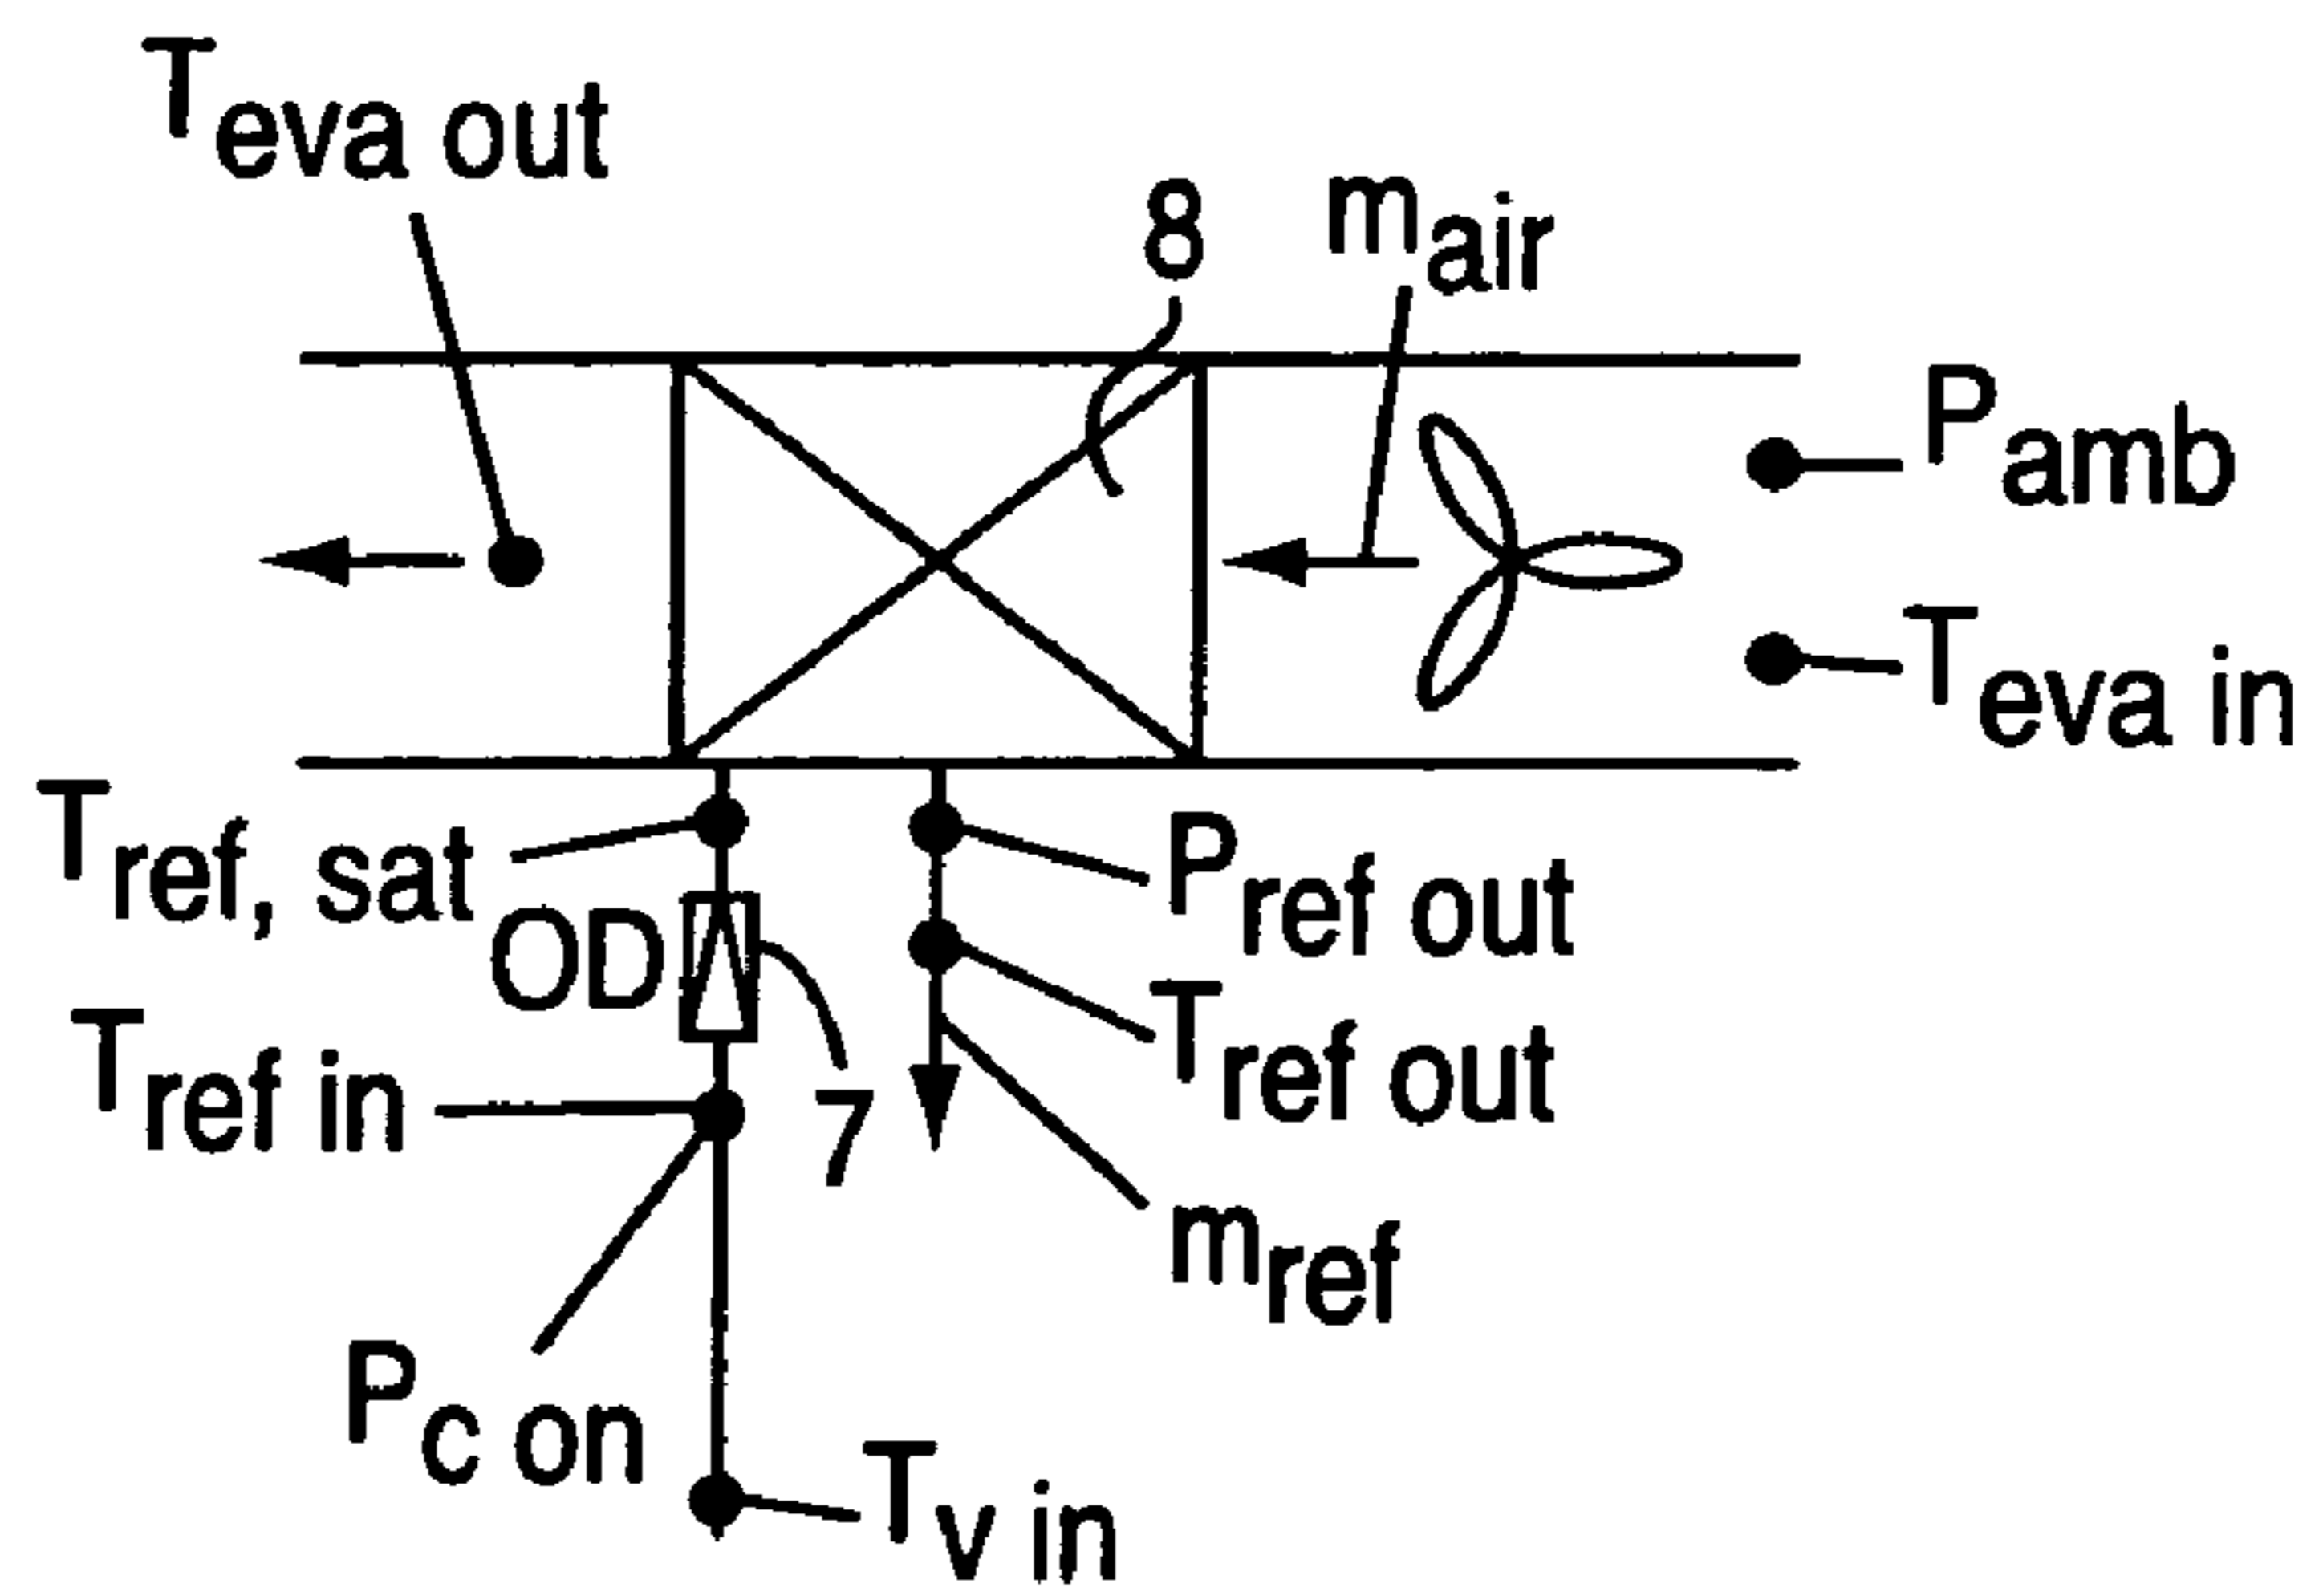 Teva out
8
mair
Pamb
Teva in
Tref, sat
Pref out
OD
Tref out
Tref in
7
mref
Pc on
Tv in